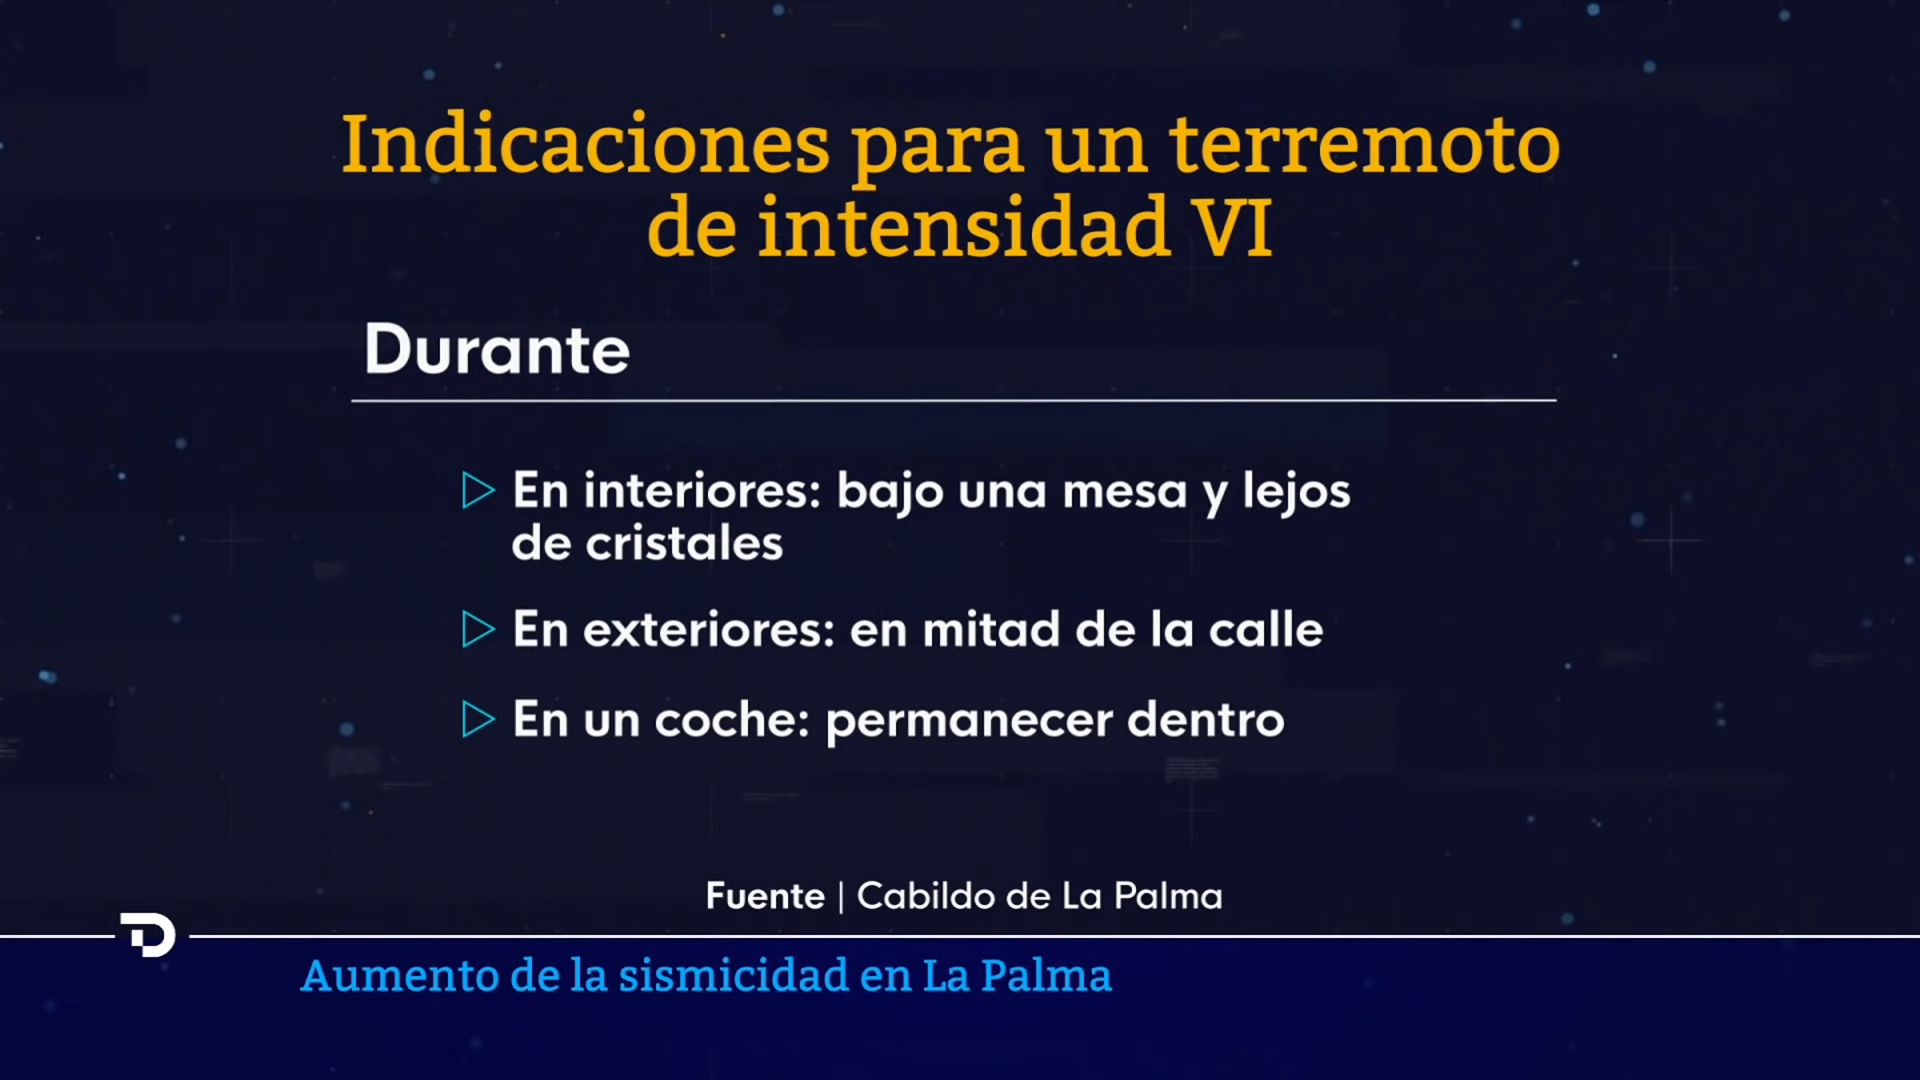 Indicaciones para un terremoto
de intensidad VI
Durante
En interiores: bajo una mesa y lejos
de cristales
En exteriores: en mitad de la calle
En un coche: permanecer dentro
Fuente | Cabildo de La Palma
Aumento de la sismicidad en La Palma